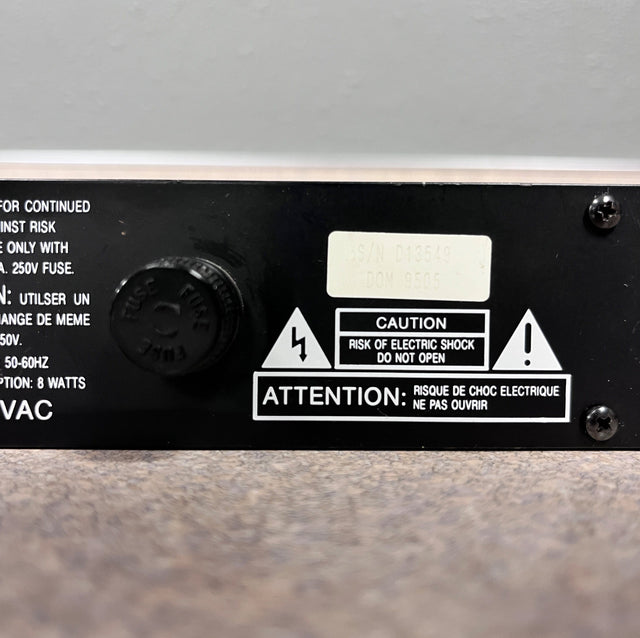 FOR CONTINUED
INST RISK
E ONLY WITH
A. 250V FUSE.
N: UTILSER UN
HANGE DE MEME
50V.
50-60HZ
PTION: 8 WATTS
VAC
FUSE FUSE FUSE
S/N D13549
DOM 9505
CAUTION
RISK OF ELECTRIC SHOCK
DO NOT OPEN
ATTENTION: RISQUE DE CHOC ELECTRIQUE
NE PAS OUVRIR